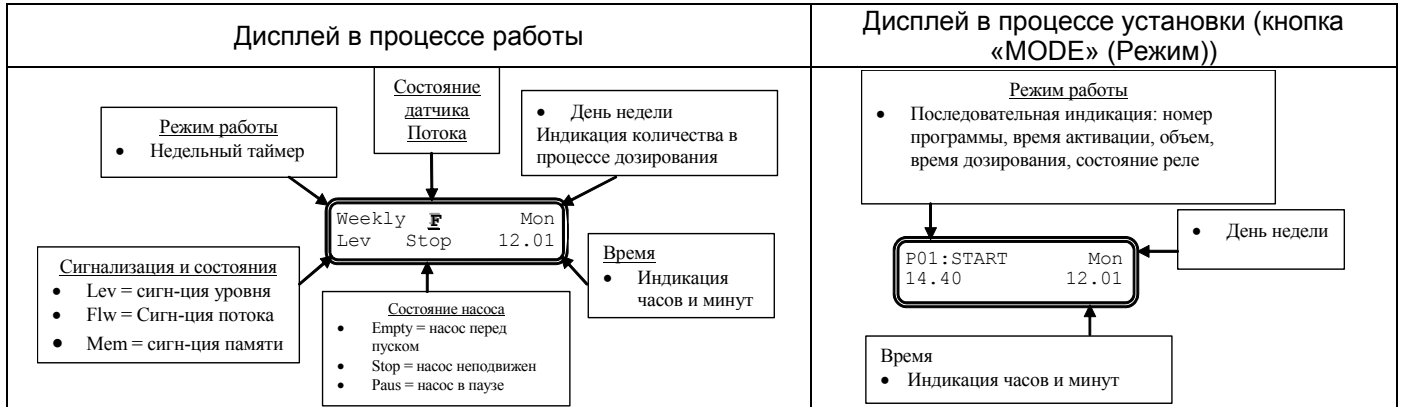 Дисплей в процессе работы
Дисплей в процессе установки (кнопка
«MODE» (Режим))
Режим работы
• Недельный таймер
Состояние
датчика
Потока
• День недели
Индикация количества в
процессе дозирования
Weekly F Mon
Lev Stop 12.01
Сигнализация и состояния
• Lev = сигн-ция уровня
• Flw = Сигн-ция потока
• Mem = сигн-ция памяти
Состояние насоса
• Empty = насос перед
пуском
• Stop = насос неподвижен
• Paus = насос в паузе
Время
• Индикация
часов и минут
Режим работы
• Последовательная индикация: номер
программы, время активации, объем,
время дозирования, состояние реле
P01:START Mon
14.40 12.01
• День недели
Время
• Индикация часов и минут